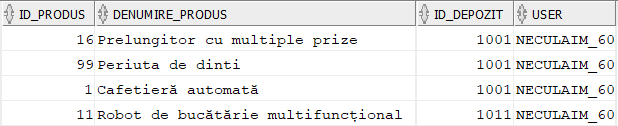 ID_PRODUS DENUMIRE_PRODUS ID_DEPOZIT USER
16 Prelungitor cu multiple prize 1001 NECULAIM_60
99 Periuta de dinti 1001 NECULAIM_60
1 Cafetieră automată 1001 NECULAIM_60
11 Robot de bucătărie multifuncțional 1011 NECULAIM_60